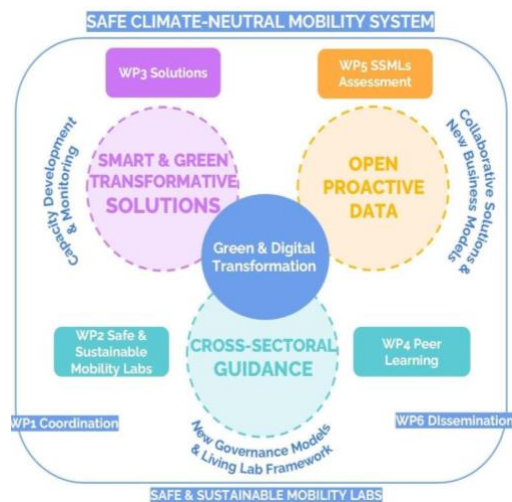 SAFE CLIMATE-NEUTRAL MOBILITY SYSTEM
WP3 Solutions
WP5 SSMLs
Assessment
Capacity Development
& Monitoring
SMART & GREEN
TRANSFORMATIVE
SOLUTIONS
OPEN
PROACTIVE
DATA
Collaborative Solutions &
New Business Models
Green & Digital
Transformation
WP2 Safe &
Sustainable
Mobility Labs
CROSS-SECTORAL
GUIDANCE
WP4 Peer
Learning
WP1 Coordination
New Governance Models
& Living Lab Framework
WP6 Dissemination
SAFE & SUSTAINABLE MOBILITY LABS